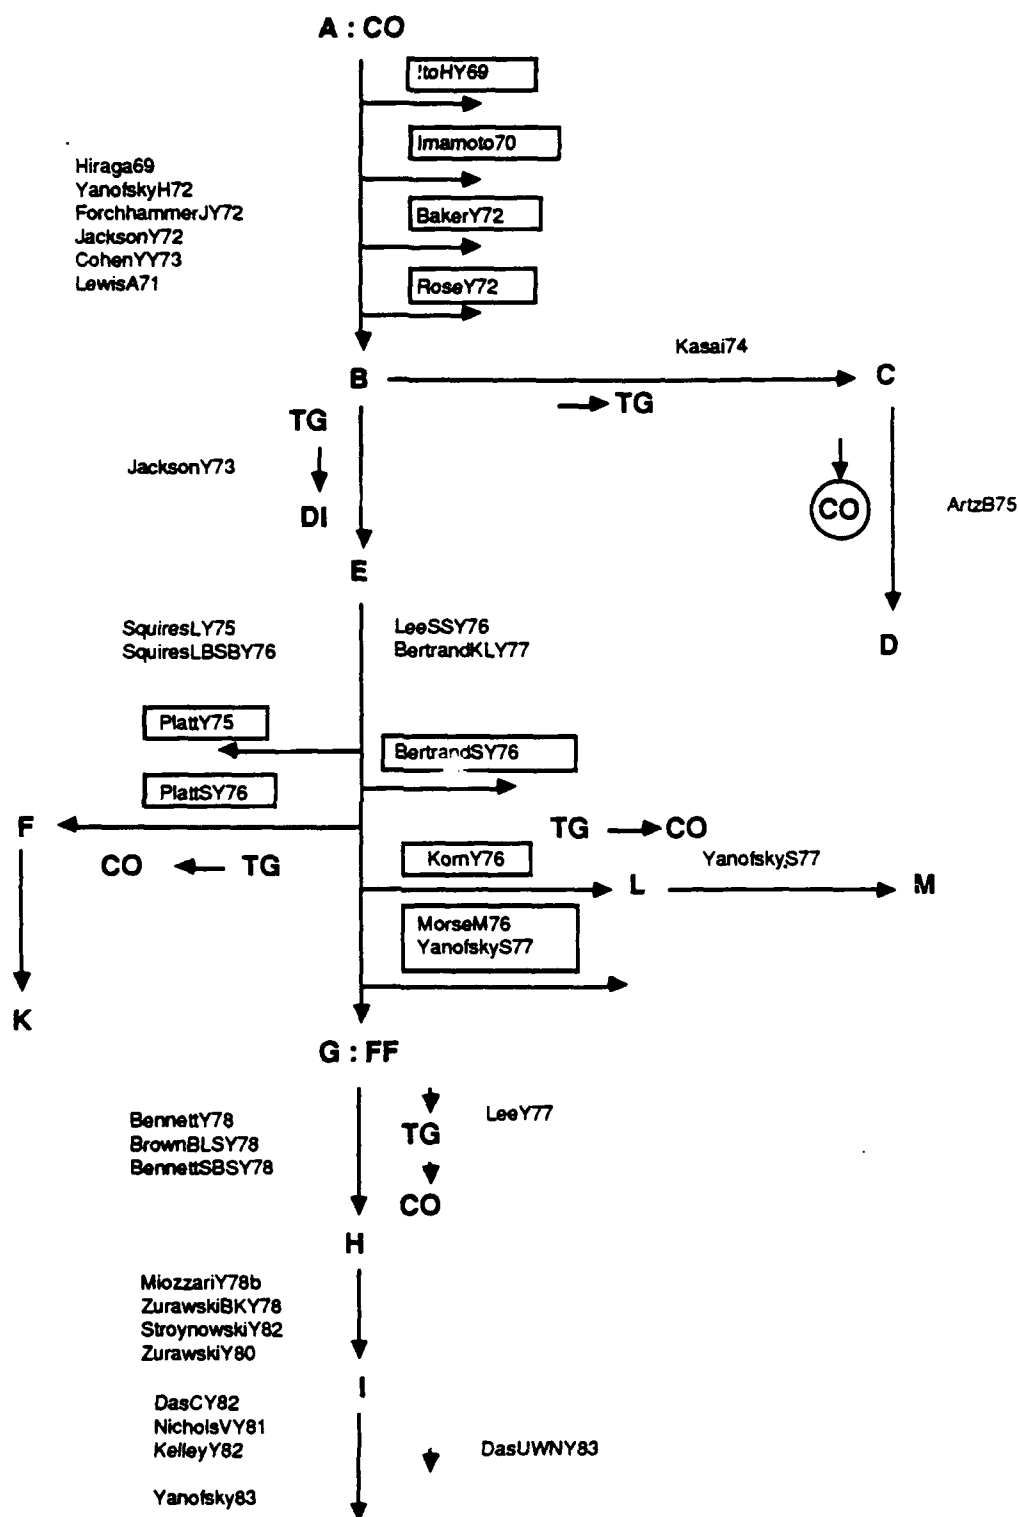 A : CO
!toHY69
Imamoto70
Hiraga69
YanofskyH72
ForchhammerJY72
JacksonY72
CohenYY73
LewisA71
BakerY72
RoseY72
Kasai74
B
C
TG
TG
JacksonY73
DI
CO
ArtzB75
E
SquiresLY75
SquiresLBSBY76
LeeSSY76
BertrandKLY77
D
PlattY75
BertrandSY76
PlattSY76
F
TG
CO
CO
TG
KornY76
YanofskyS77
L
M
MorseM76
YanofskyS77
K
G : FF
BennettY78
BrownBLSY78
BennettSBSY78
TG
LeeY77
CO
H
MiozzariY78b
ZurawskiBKY78
StroynowskiY82
ZurawskiY80
I
DasCY82
NicholsVY81
KelleyY82
DasUWNY83
Yanofsky83